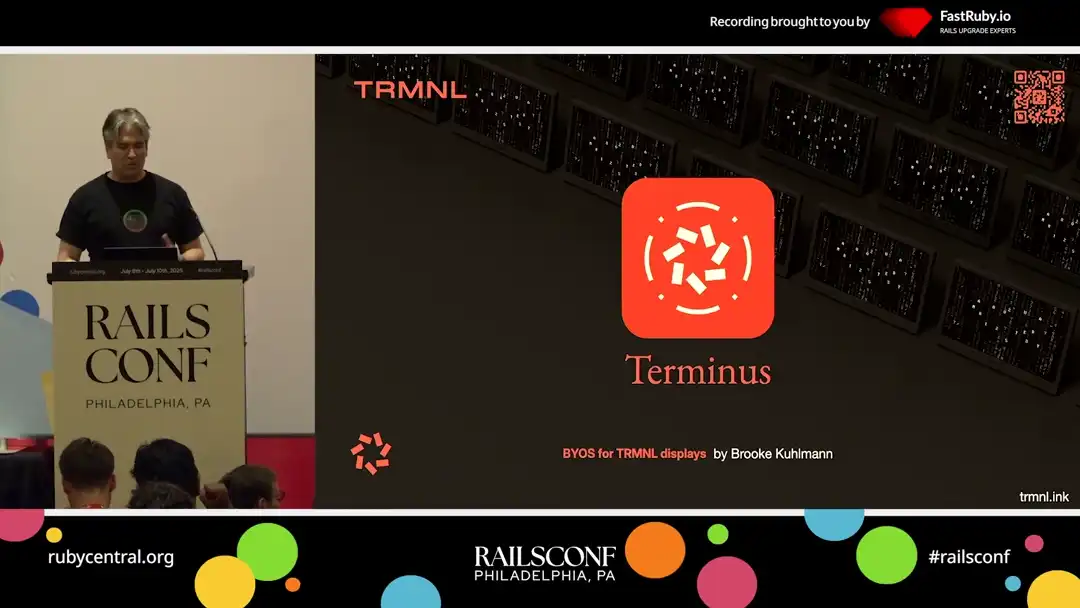 Recording brought to you by
FastRuby.io
RAILS UPGRADE EXPERTS
TRMNL
July 8th - July 10th, 2025
RAILS
CONF
PHILADELPHIA, PA
Terminus
BYOS for TRMNL displays by Brooke Kuhlmann
trmnl.ink
rubycentral.org
RAILSCONF
PHILADELPHIA, PA
#railsconf